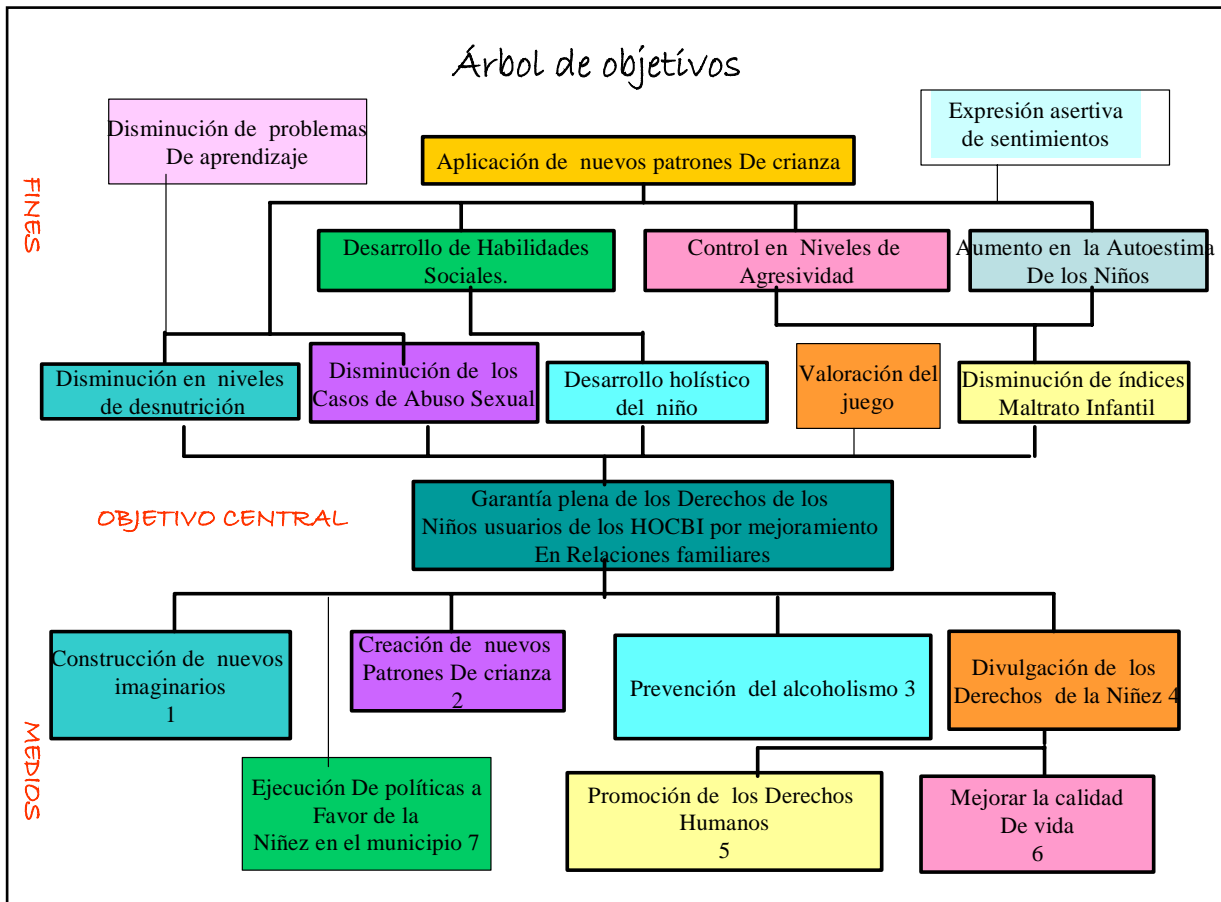 Árbol de objetivos
Disminución de problemas
De aprendizaje
Expresión asertiva
de sentimientos
Aplicación de nuevos patrones De crianza
FINES
Desarrollo de Habilidades
Sociales.
Control en Niveles de
Agresividad
Aumento en la Autoestima
De los Niños
Disminución en niveles
de desnutrición
Disminución de los
Casos de Abuso Sexual
Desarrollo holístico
del niño
Valoración del
juego
Disminución de índices
Maltrato Infantil
OBJETIVO CENTRAL
Garantía plena de los Derechos de los
Niños usuarios de los HOCBI por mejoramiento
En Relaciones familiares
MEDIOS
Construcción de nuevos
imaginarios
1
Creación de nuevos
Patrones De crianza
2
Prevención del alcoholismo 3
Divulgación de los
Derechos de la Niñez 4
Ejecución De políticas a
Favor de la
Niñez en el municipio 7
Promoción de los Derechos
Humanos
5
Mejorar la calidad
De vida
6